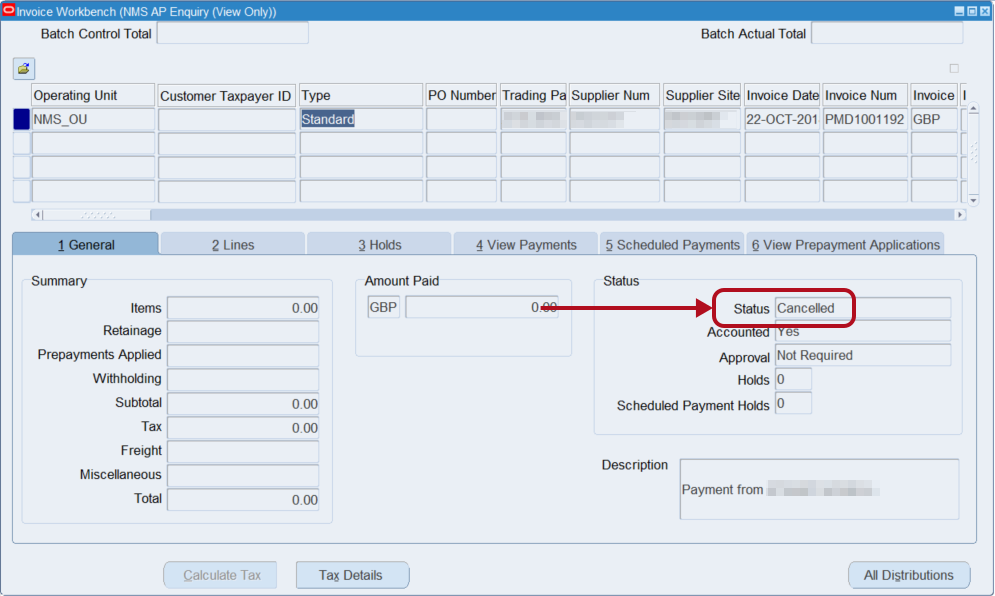 Invoice Workbench (NMS AP Enquiry (View Only))
Batch Control Total
Batch Actual Total
Operating Unit Customer Taxpayer ID Type PO Number Trading Pa Supplier Num Supplier Site Invoice Date Invoice Num Invoice I
NMS_OU Standard 22-OCT-201 PMD1001192 GBP
1 General 2 Lines 3 Holds 4 View Payments 5 Scheduled Payments 6 View Prepayment Applications
Summary
Items 0.00
Retainage
Prepayments Applied
Withholding
Subtotal 0.00
Tax 0.00
Freight
Miscellaneous
Total 0.00
Amount Paid
GBP 0.00
Status
Status Cancelled
Accounted Yes
Approval Not Required
Holds 0
Scheduled Payment Holds 0
Description
Payment from
Calculate Tax Tax Details All Distributions